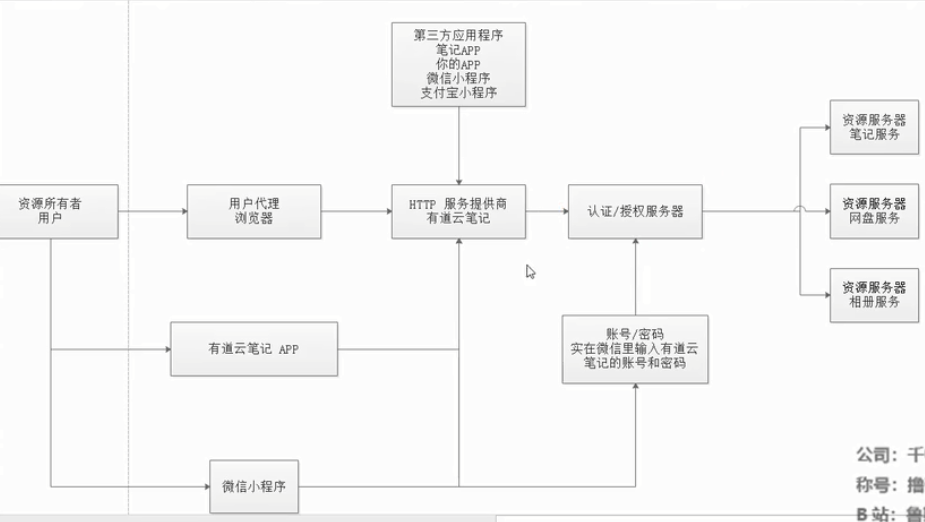 第三方应用程序
笔记APP
你的APP
微信小程序
支付宝小程序
资源服务器
笔记服务
资源所有者
用户
用户代理
浏览器
HTTP 服务提供商
有道云笔记
认证/授权服务器
资源服务器
网盘服务
资源服务器
相册服务
有道云笔记 APP
账号/密码
实在微信里输入有道云
笔记的账号和密码
微信小程序
公司：千
称号：撸
B 站：